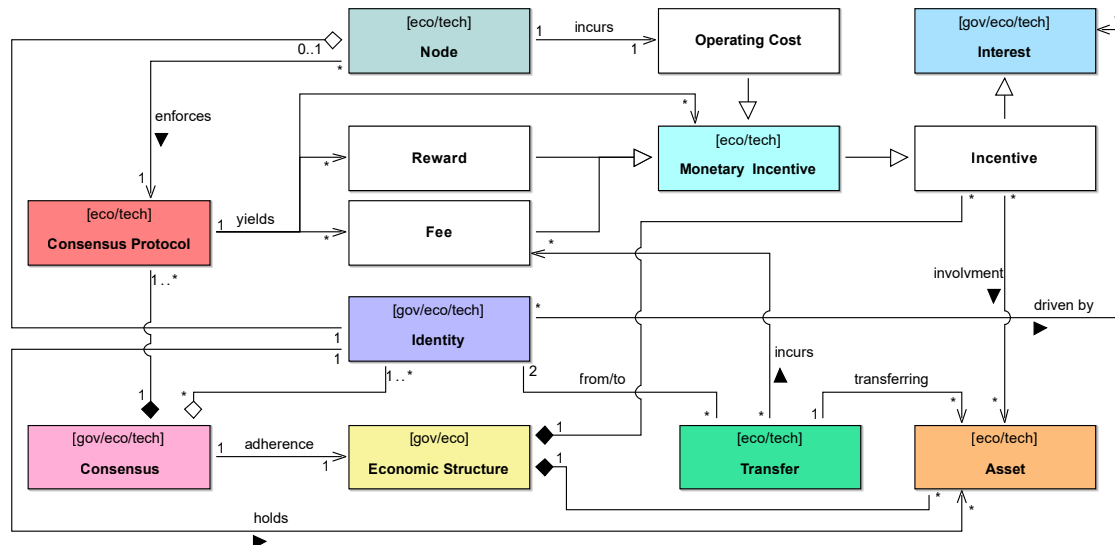 [eco/tech]
Node
0..1
*
1
incurs
1
Operating Cost
[gov/eco/tech]
Interest
*
enforces
1
*
Reward
*
[eco/tech]
Monetary Incentive
Incentive
*
*
[eco/tech]
Consensus Protocol
1
yields
*
Fee
*
1..*
involvment
[gov/eco/tech]
Identity
1
1
*
driven by
1..*
2
from/to
*
incurs
*
transferring
1
*
*
1
*
[gov/eco/tech]
Consensus
1
adherence
1
[gov/eco]
Economic Structure
1
1
[eco/tech]
Transfer
[eco/tech]
Asset
*
*
holds